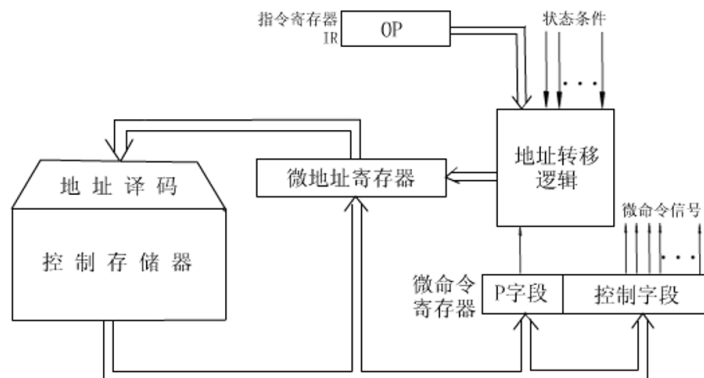 指令寄存器
IR
OP
状态条件
地址转移
逻辑
微地址寄存器
地址译码
控制存储器
微命令信号
微命令
寄存器
P字段
控制字段